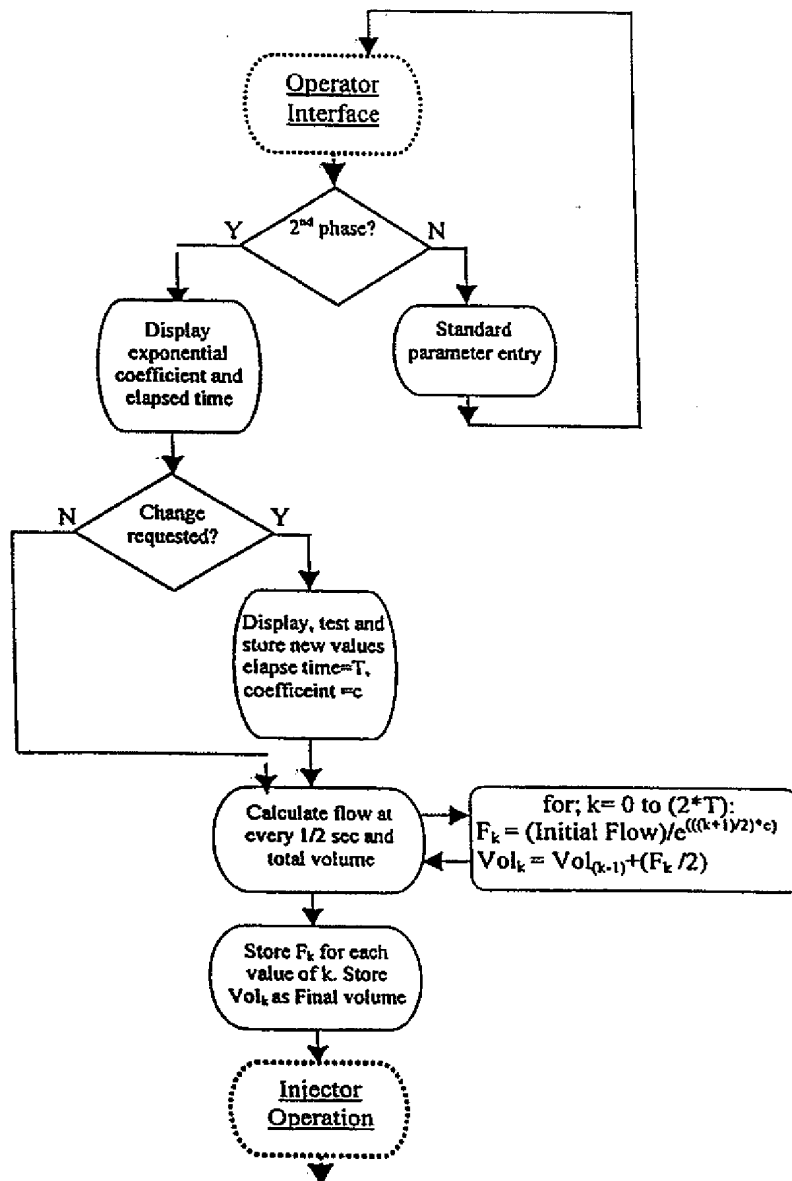 Operator
Interface
2nd phase?
Y
N
Display
exponential
coefficient and
elapsed time
Standard
parameter entry
N
Change
requested?
Y
Display, test and
store new values
elapse time=T,
coefficeint =c
Calculate flow at
every 1/2 sec and
total volume
for; k= 0 to (2*T):
Fk = (Initial Flow)/e(((k+1)/2)*c)
Volk = Vol(k-1)+(Fk /2)
Store Fk for each
value of k. Store
Volk as Final volume
Injector
Operation